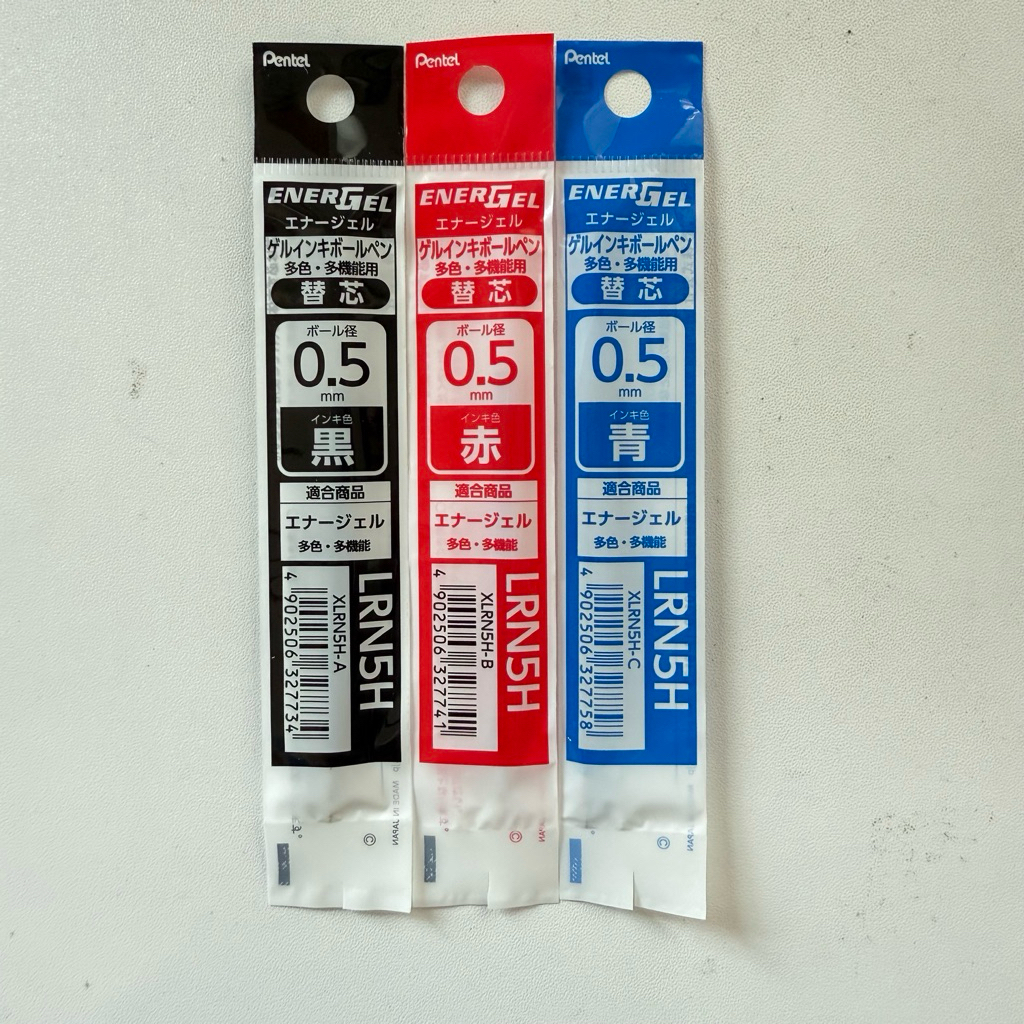 Pentel
ENERGEL
エナージェル
ゲルインキボールペン
多色・多機能用
替芯
ボール径
0.5
mm
インキ色
黒
適合商品
エナージェル
多色・多機能
LRN5H
XLRN5H-A
4 902506 327734
MADE IN JAPAN
©
Pentel
ENERGEL
エナージェル
ゲルインキボールペン
多色・多機能用
替芯
ボール径
0.5
mm
インキ色
赤
適合商品
エナージェル
多色・多機能
LRN5H
XLRN5H-B
4 902506 327741
©
Pentel
ENERGEL
エナージェル
ゲルインキボールペン
多色・多機能用
替芯
ボール径
0.5
mm
インキ色
青
適合商品
エナージェル
多色・多機能
LRN5H
XLRN5H-C
4 902506 327758
©